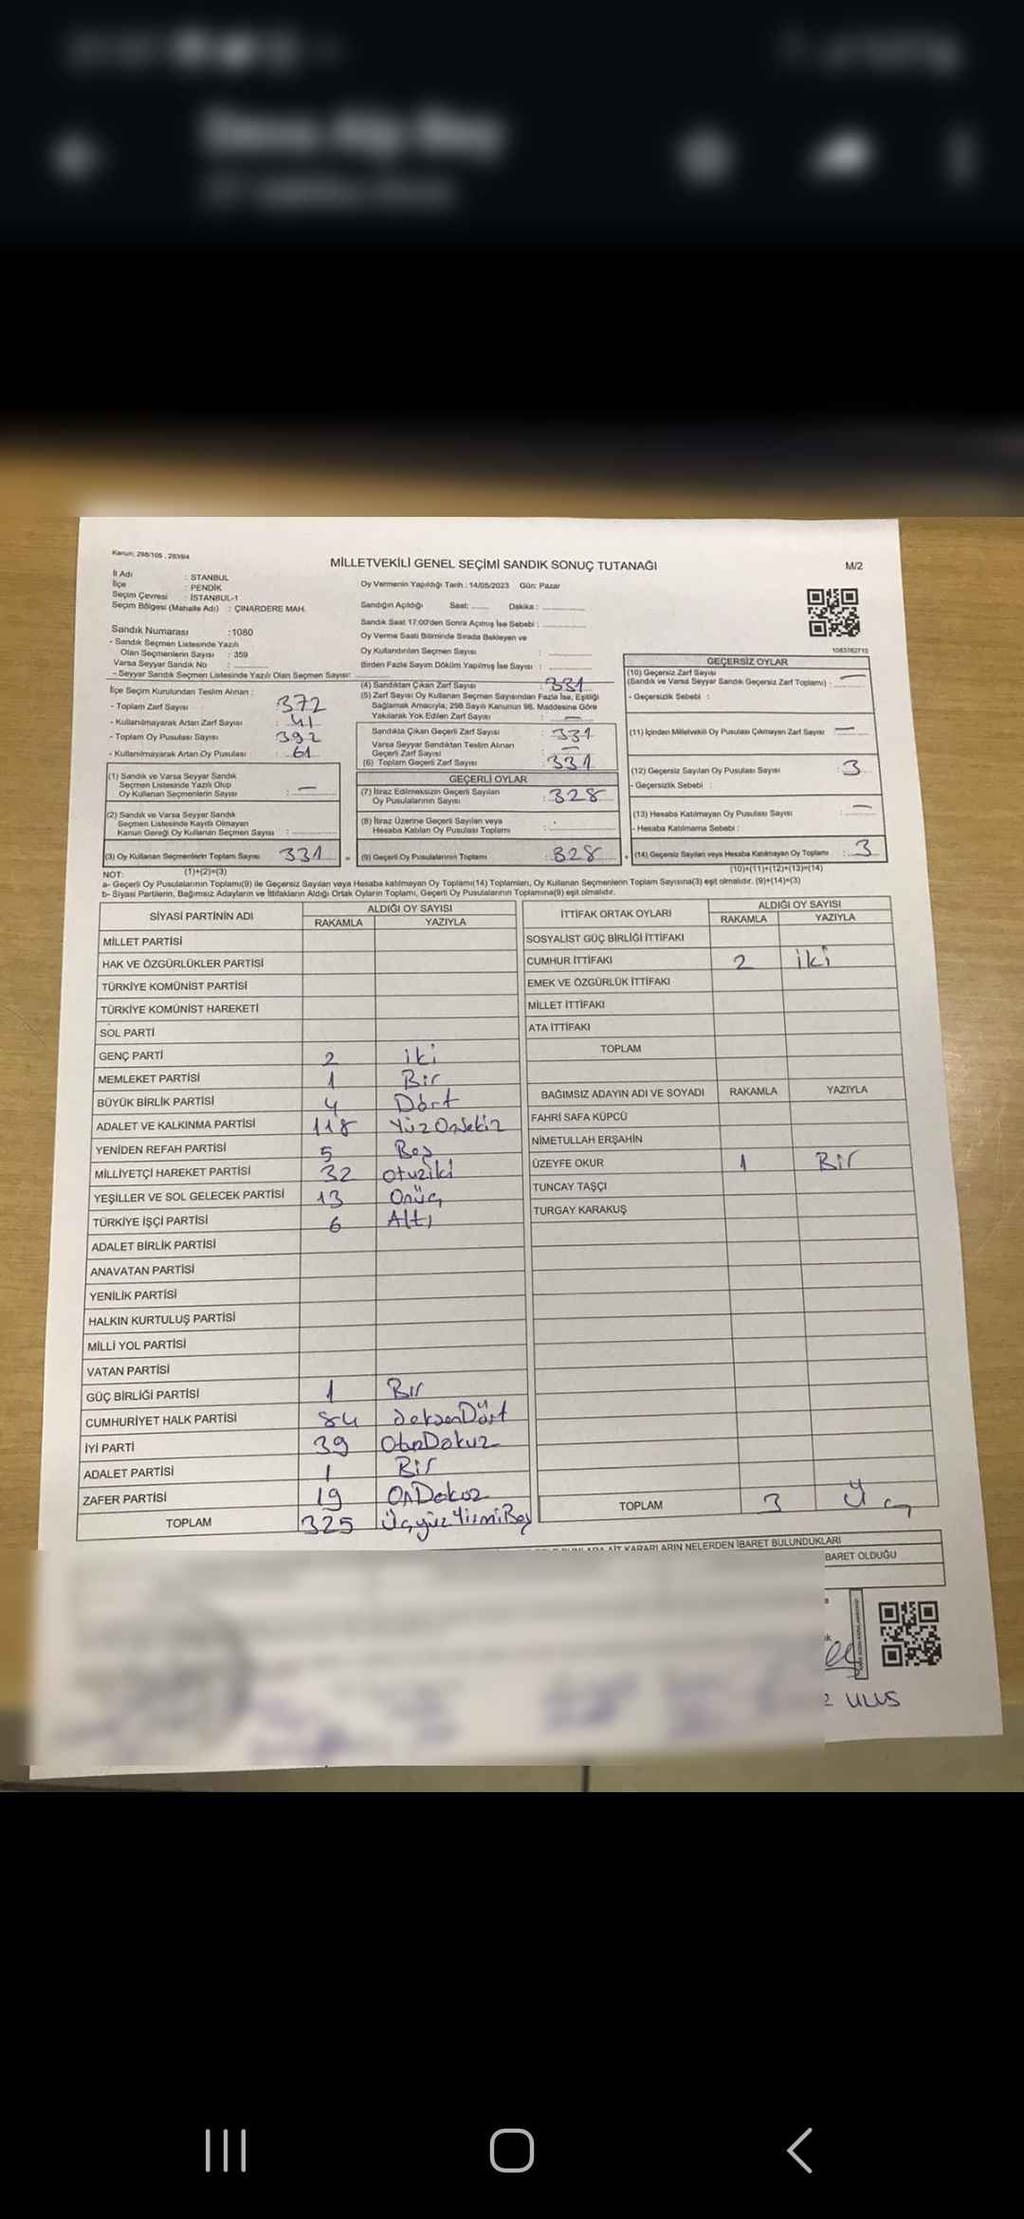 Kanun: 298/105 , 2839/4
MİLLETVEKİLİ GENEL SEÇİMİ SANDIK SONUÇ TUTANAĞI
M/2
İl Adı : STANBUL
İlçe : PENDİK
Seçim Çevresi : İSTANBUL-1
Seçim Bölgesi (Mahalle Adı) : ÇINARDERE MAH.
Sandık Numarası :1080
- Sandık Seçmen Listesinde Yazılı
Olan Seçmenlerin Sayısı : 359
Varsa Seyyar Sandık No :
- Seyyar Sandık Seçmen Listesinde Yazılı Olan Seçmen Sayısı:
Oy Vermenin Yapıldığı Tarih : 14/05/2023 Gün: Pazar
Sandığın Açıldığı Saat: Dakika :
Sandık Saat 17:00'den Sonra Açılmış İse Sebebi :
Oy Verme Saati Bitiminde Sırada Bekleyen ve
Oy Kullandırılan Seçmen Sayısı :
Birden Fazla Sayım Döküm Yapılmış İse Sayısı :
İlçe Seçim Kurulundan Teslim Alınan :
- Toplam Zarf Sayısı : 372
- Kullanılmayarak Artan Zarf Sayısı : 41
- Toplam Oy Pusulası Sayısı : 392
- Kullanılmayarak Artan Oy Pusulası : 61
(1) Sandık ve Varsa Seyyar Sandık
Seçmen Listesinde Yazılı Olup
Oy Kullanan Seçmenlerin Sayısı : —
(2) Sandık ve Varsa Seyyar Sandık
Seçmen Listesinde Kayıtlı Olmayan
Kanun Gereği Oy Kullanan Seçmen Sayısı :
(3) Oy Kullanan Seçmenlerin Toplam Sayısı : 331
(1)+(2)=(3)
(4) Sandıktan Çıkan Zarf Sayısı : 331
(5) Zarf Sayısı Oy Kullanan Seçmen Sayısından Fazla İse, Eşitliği
Sağlamak Amacıyla; 298 Sayılı Kanunun 98. Maddesine Göre
Yakılarak Yok Edilen Zarf Sayısı : —
Sandıkta Çıkan Geçerli Zarf Sayısı : 331
Varsa Seyyar Sandıktan Teslim Alınan
Geçerli Zarf Sayısı : —
(6) Toplam Geçerli Zarf Sayısı : 331
GEÇERLİ OYLAR
(7) İtiraz Edilmeksizin Geçerli Sayılan
Oy Pusulalarının Sayısı : 328
(8) İtiraz Üzerine Geçerli Sayılan veya
Hesaba Katılan Oy Pusulası Toplamı :
(9) Geçerli Oy Pusulalarının Toplamı : 328
1083762712
GEÇERSİZ OYLAR
(10) Geçersiz Zarf Sayısı
(Sandık ve Varsa Seyyar Sandık Geçersiz Zarf Toplamı) : —
- Geçersizlik Sebebi :
(11) İçinden Milletvekili Oy Pusulası Çıkmayan Zarf Sayısı : —
(12) Geçersiz Sayılan Oy Pusulası Sayısı : 3
- Geçersizlik Sebebi :
(13) Hesaba Katılmayan Oy Pusulası Sayısı : —
- Hesaba Katılmama Sebebi :
(14) Geçersiz Sayılan veya Hesaba Katılmayan Oy Toplamı : 3
(10)+(11)+(12)+(13)=(14)
NOT:
a- Geçerli Oy Pusulalarının Toplamı(9) ile Geçersiz Sayılan veya Hesaba katılmayan Oy Toplamı(14) Toplamları, Oy Kullanan Seçmenlerin Toplam Sayısına(3) eşit olmalıdır. (9)+(14)=(3)
b- Siyasi Partilerin, Bağımsız Adayların ve İttifakların Aldığı Ortak Oyların Toplamı, Geçerli Oy Pusulalarının Toplamına(9) eşit olmalıdır.
SİYASİ PARTİNİN ADI ALDIĞI OY SAYISI
RAKAMLA YAZIYLA
MİLLET PARTİSİ
HAK VE ÖZGÜRLÜKLER PARTİSİ
TÜRKİYE KOMÜNİST PARTİSİ
TÜRKİYE KOMÜNİST HAREKETİ
SOL PARTİ
GENÇ PARTİ 2 iki
MEMLEKET PARTİSİ 1 Bir
BÜYÜK BİRLİK PARTİSİ 4 Dört
ADALET VE KALKINMA PARTİSİ 118 YüzOnsekiz
YENİDEN REFAH PARTİSİ 5 Beş
MİLLİYETÇİ HAREKET PARTİSİ 32 otuziki
YEŞİLLER VE SOL GELECEK PARTİSİ 13 Onüç
TÜRKİYE İŞÇİ PARTİSİ 6 Altı
ADALET BİRLİK PARTİSİ
ANAVATAN PARTİSİ
YENİLİK PARTİSİ
HALKIN KURTULUŞ PARTİSİ
MİLLİ YOL PARTİSİ
VATAN PARTİSİ
GÜÇ BİRLİĞİ PARTİSİ 1 Bir
CUMHURİYET HALK PARTİSİ 84 SeksenDört
İYİ PARTİ 39 OtuzDokuz
ADALET PARTİSİ 1 Bir
ZAFER PARTİSİ 19 OnDokuz
TOPLAM 325 ÜçyüzYirmiBeş
İTTİFAK ORTAK OYLARI ALDIĞI OY SAYISI
RAKAMLA YAZIYLA
SOSYALİST GÜÇ BİRLİĞİ İTTİFAKI
CUMHUR İTTİFAKI 2 iki
EMEK VE ÖZGÜRLÜK İTTİFAKI
MİLLET İTTİFAKI
ATA İTTİFAKI
TOPLAM
BAĞIMSIZ ADAYIN ADI VE SOYADI RAKAMLA YAZIYLA
FAHRİ SAFA KÜPCÜ
NİMETULLAH ERŞAHİN
ÜZEYFE OKUR 1 Bir
TUNCAY TAŞÇI
TURGAY KARAKUŞ
TOPLAM 3 Üç
AİT KARARLARIN NELERDEN İBARET BULUNDUKLARI
BARET OLDUĞU
ULUS